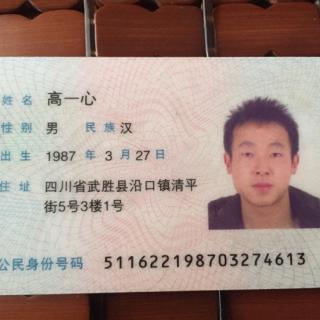 姓名 高一心
性别 男 民族 汉
出生 1987 年 3 月 27 日
住址 四川省武胜县沿口镇清平
街5号3楼1号
公民身份号码 511622198703274613